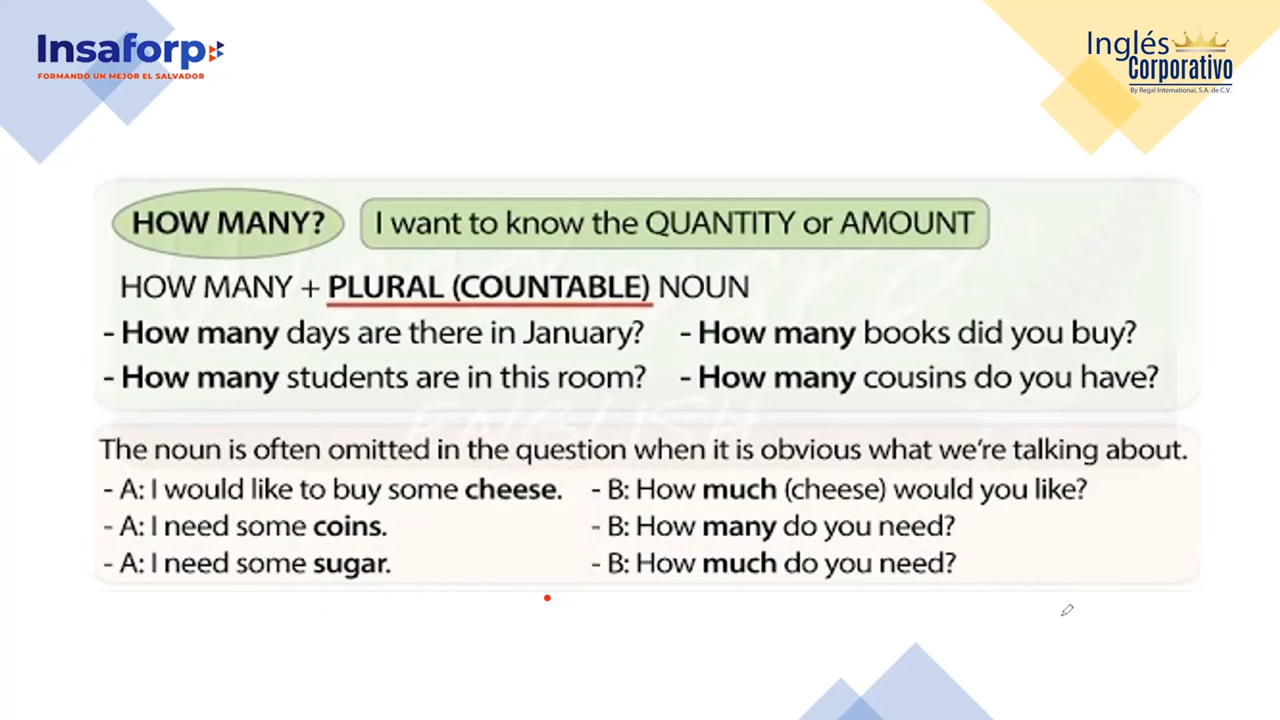 Insaforp
FORMANDO UN MEJOR EL SALVADOR
Inglés
Corporativo
By Regal International, S.A. de C.V.
HOW MANY? I want to know the QUANTITY or AMOUNT
HOW MANY + PLURAL (COUNTABLE) NOUN
- How many days are there in January? - How many books did you buy?
- How many students are in this room? - How many cousins do you have?
The noun is often omitted in the question when it is obvious what we're talking about.
- A: I would like to buy some cheese. - B: How much (cheese) would you like?
- A: I need some coins. - B: How many do you need?
- A: I need some sugar. - B: How much do you need?